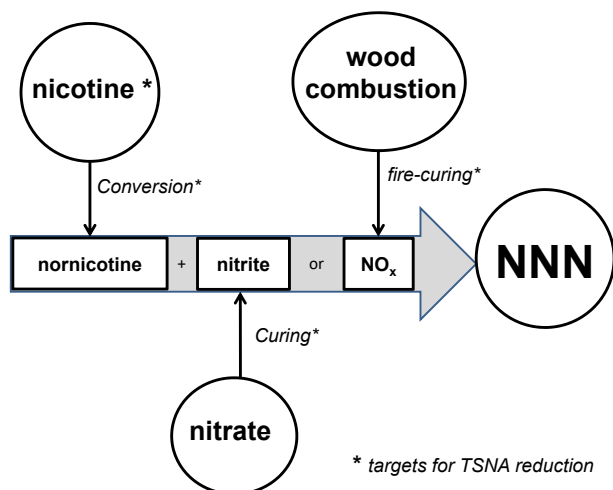 nicotine *
wood
combustion
Conversion*
fire-curing*
nornicotine + nitrite or NOx
NNN
Curing*
nitrate
* targets for TSNA reduction